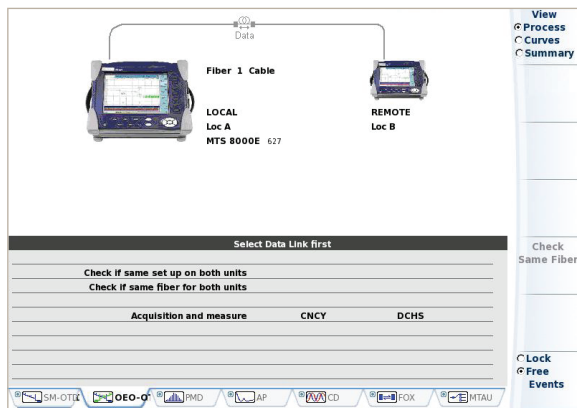 Data
Fiber 1 Cable
LOCAL
Loc A
MTS 8000E 627
REMOTE
Loc B
Select Data Link first
Check if same set up on both units
Check if same fiber for both units
Acquisition and measure CNCY DCHS
View
Process
Curves
Summary
Check
Same Fiber
Lock
Free
Events
SM-OTDR OEO-O PMD AP CD FOX MTAU